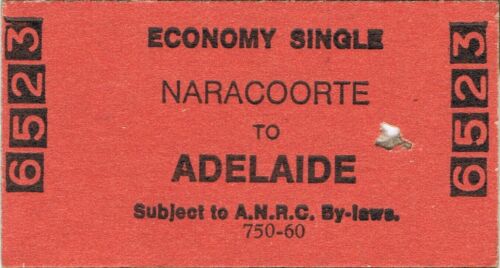 6523
ECONOMY SINGLE
NARACOORTE
TO
ADELAIDE
Subject to A.N.R.C. By-laws.
750-60
6523